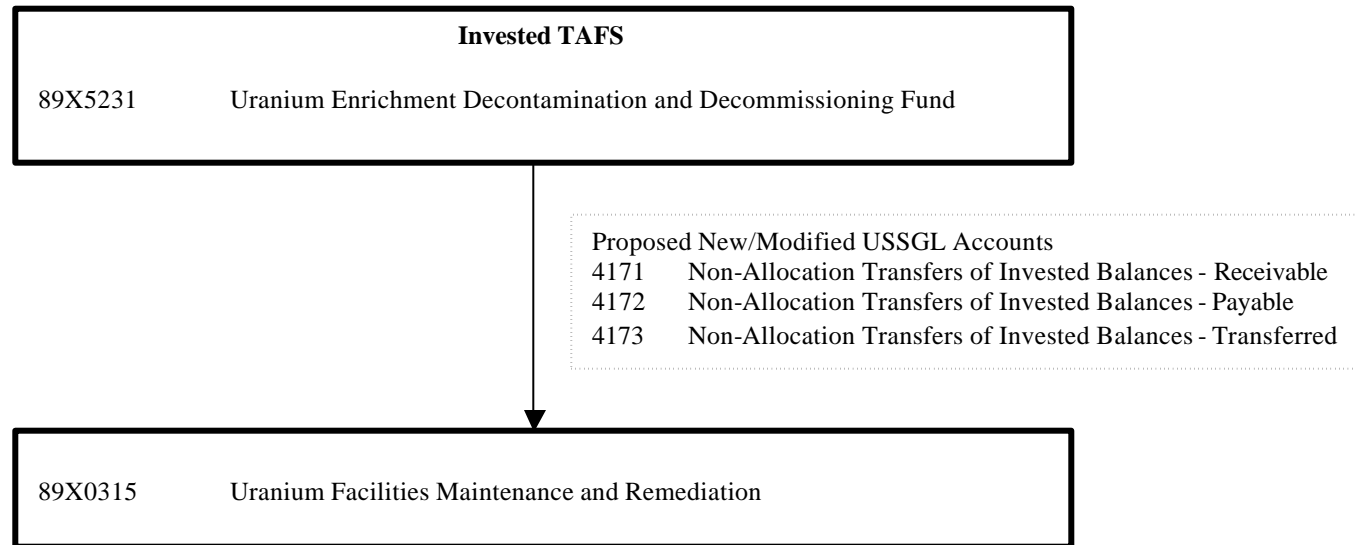 Invested TAFS
89X5231 Uranium Enrichment Decontamination and Decommissioning Fund
Proposed New/Modified USSGL Accounts
4171 Non-Allocation Transfers of Invested Balances - Receivable
4172 Non-Allocation Transfers of Invested Balances - Payable
4173 Non-Allocation Transfers of Invested Balances - Transferred
89X0315 Uranium Facilities Maintenance and Remediation